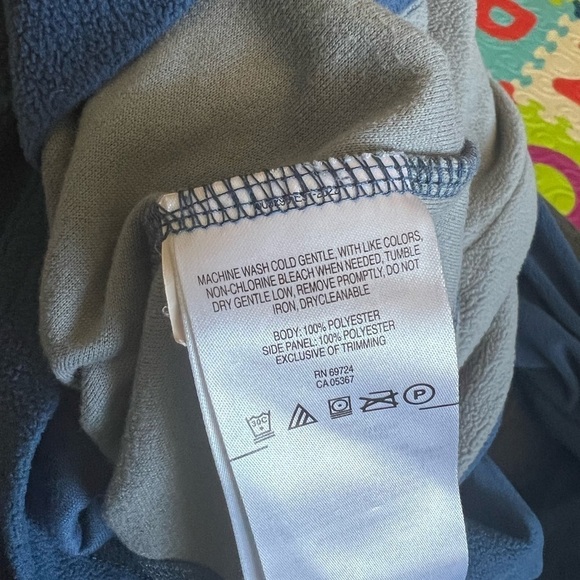 MACHINE WASH COLD GENTLE, WITH LIKE COLORS,
NON-CHLORINE BLEACH WHEN NEEDED, TUMBLE
DRY GENTLE LOW, REMOVE PROMPTLY, DO NOT
IRON, DRYCLEANABLE
BODY: 100% POLYESTER
SIDE PANEL: 100% POLYESTER
EXCLUSIVE OF TRIMMING
RN 69724
CA 05367
30C P